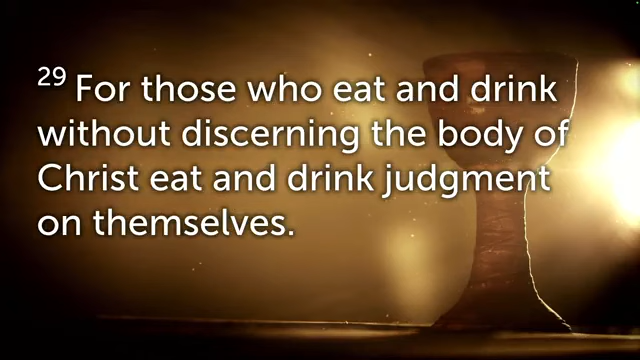 29 For those who eat and drink
without discerning the body of
Christ eat and drink judgment
on themselves.